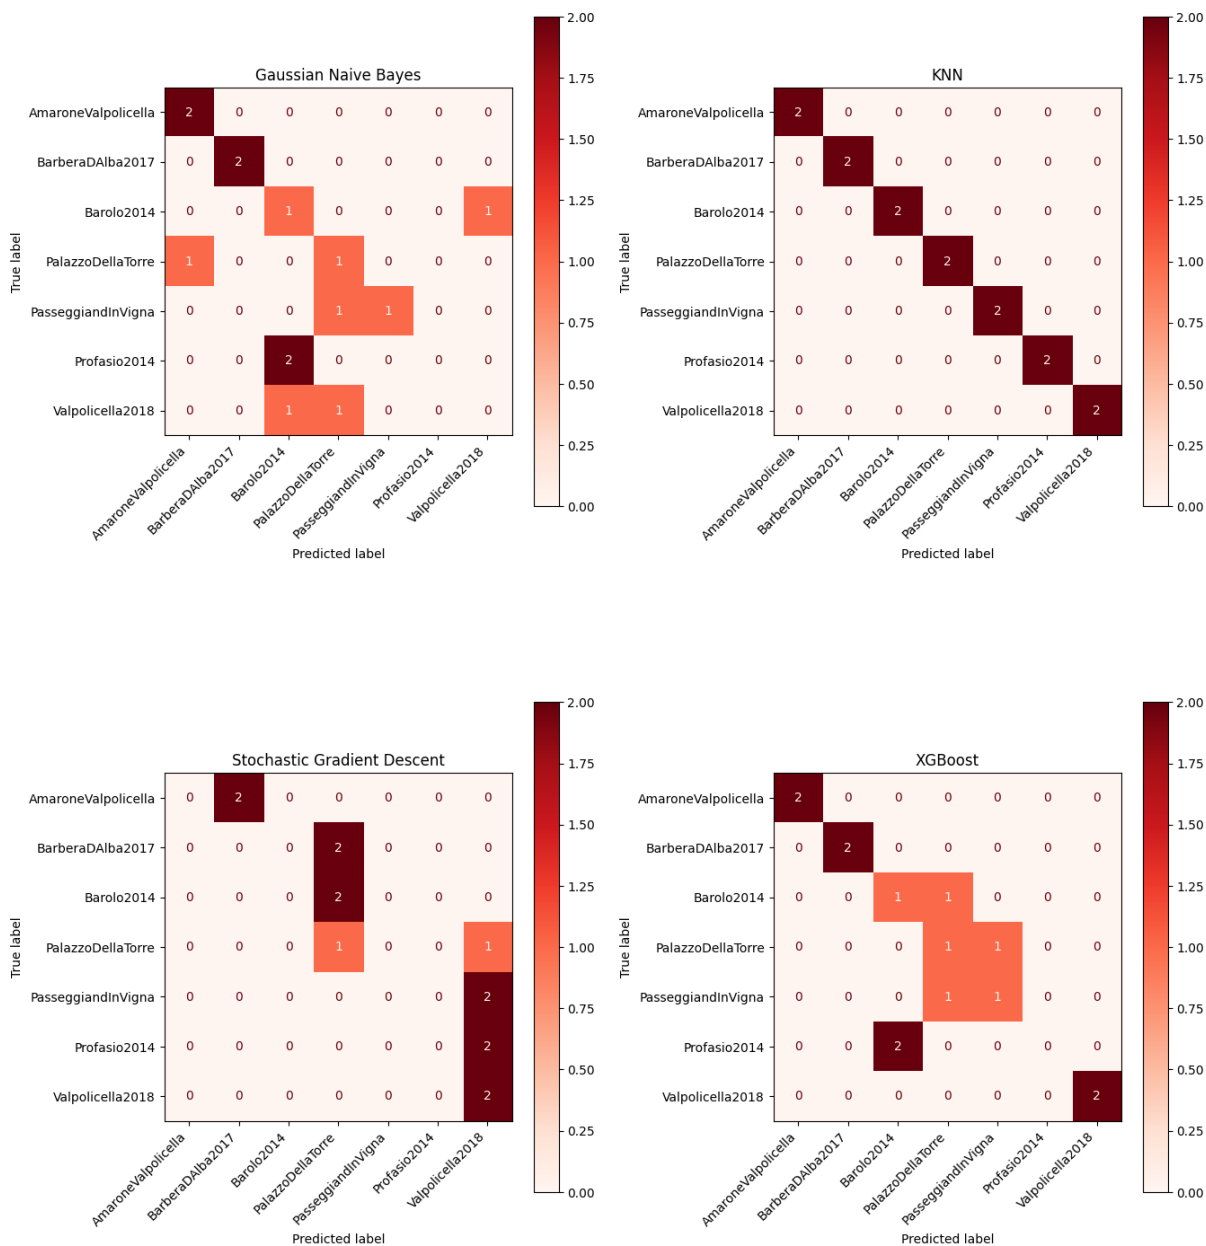 Gaussian Naive Bayes
True label
AmaroneValpolicella 2 0 0 0 0 0 0
BarberaDAlba2017 0 2 0 0 0 0 0
Barolo2014 0 0 1 0 0 0 1
PalazzoDellaTorre 1 0 0 1 0 0 0
PasseggiandInVigna 0 0 0 1 1 0 0
Profasio2014 0 0 2 0 0 0 0
Valpolicella2018 0 0 1 1 0 0 0
AmaroneValpolicella
BarberaDAlba2017
Barolo2014
PalazzoDellaTorre
PasseggiandInVigna
Profasio2014
Valpolicella2018
Predicted label
2.00
1.75
1.50
1.25
1.00
0.75
0.50
0.25
0.00
KNN
True label
AmaroneValpolicella 2 0 0 0 0 0 0
BarberaDAlba2017 0 2 0 0 0 0 0
Barolo2014 0 0 2 0 0 0 0
PalazzoDellaTorre 0 0 0 2 0 0 0
PasseggiandInVigna 0 0 0 0 2 0 0
Profasio2014 0 0 0 0 0 2 0
Valpolicella2018 0 0 0 0 0 0 2
AmaroneValpolicella
BarberaDAlba2017
Barolo2014
PalazzoDellaTorre
PasseggiandInVigna
Profasio2014
Valpolicella2018
Predicted label
2.00
1.75
1.50
1.25
1.00
0.75
0.50
0.25
0.00
Stochastic Gradient Descent
True label
AmaroneValpolicella 0 2 0 0 0 0 0
BarberaDAlba2017 0 0 0 2 0 0 0
Barolo2014 0 0 0 2 0 0 0
PalazzoDellaTorre 0 0 0 1 0 0 1
PasseggiandInVigna 0 0 0 0 0 0 2
Profasio2014 0 0 0 0 0 0 2
Valpolicella2018 0 0 0 0 0 0 2
AmaroneValpolicella
BarberaDAlba2017
Barolo2014
PalazzoDellaTorre
PasseggiandInVigna
Profasio2014
Valpolicella2018
Predicted label
2.00
1.75
1.50
1.25
1.00
0.75
0.50
0.25
0.00
XGBoost
True label
AmaroneValpolicella 2 0 0 0 0 0 0
BarberaDAlba2017 0 2 0 0 0 0 0
Barolo2014 0 0 1 1 0 0 0
PalazzoDellaTorre 0 0 0 1 1 0 0
PasseggiandInVigna 0 0 0 1 1 0 0
Profasio2014 0 0 2 0 0 0 0
Valpolicella2018 0 0 0 0 0 0 2
AmaroneValpolicella
BarberaDAlba2017
Barolo2014
PalazzoDellaTorre
PasseggiandInVigna
Profasio2014
Valpolicella2018
Predicted label
2.00
1.75
1.50
1.25
1.00
0.75
0.50
0.25
0.00